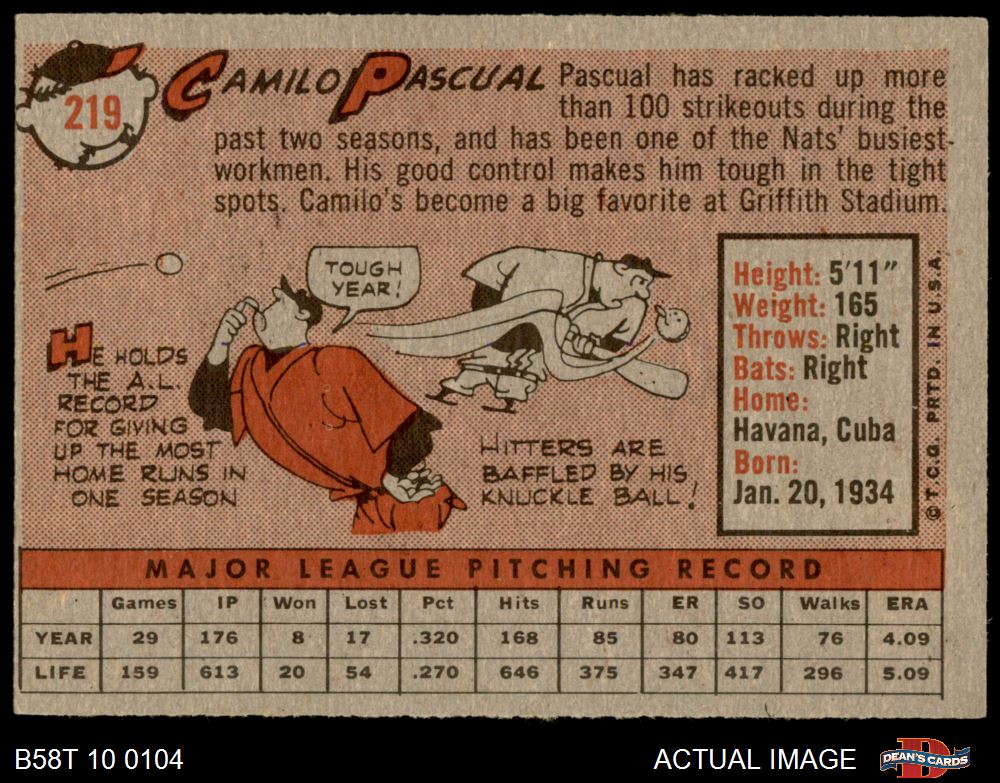 219
CAMILO PASCUAL
Pascual has racked up more
than 100 strikeouts during the
past two seasons, and has been one of the Nats' busiest
workmen. His good control makes him tough in the tight
spots. Camilo's become a big favorite at Griffith Stadium.
TOUGH
YEAR!
HE HOLDS
THE A.L.
RECORD
FOR GIVING
UP THE MOST
HOME RUNS IN
ONE SEASON
HITTERS ARE
BAFFLED BY HIS
KNUCKLE BALL!
Height: 5'11"
Weight: 165
Throws: Right
Bats: Right
Home:
Havana, Cuba
Born:
Jan. 20, 1934
©T.C.G. PRTD. IN U.S.A.
MAJOR LEAGUE PITCHING RECORD
Games IP Won Lost Pct Hits Runs ER SO Walks ERA
YEAR 29 176 8 17 .320 168 85 80 113 76 4.09
LIFE 159 613 20 54 .270 646 375 347 417 296 5.09
B58T 10 0104
ACTUAL IMAGE
D
DEAN'S CARDS